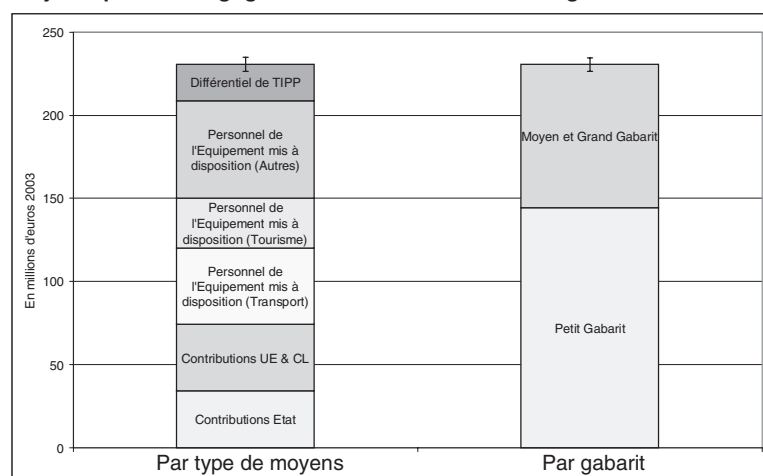 250
200
150
100
50
0
En millions d'euros 2003
Différentiel de TIPP
Personnel de
l'Equipement mis à
disposition (Autres)
Personnel de
l'Equipement mis à
disposition (Tourisme)
Personnel de
l'Equipement mis à
disposition (Transport)
Contributions UE & CL
Contributions Etat
Moyen et Grand Gabarit
Petit Gabarit
Par type de moyens
Par gabarit